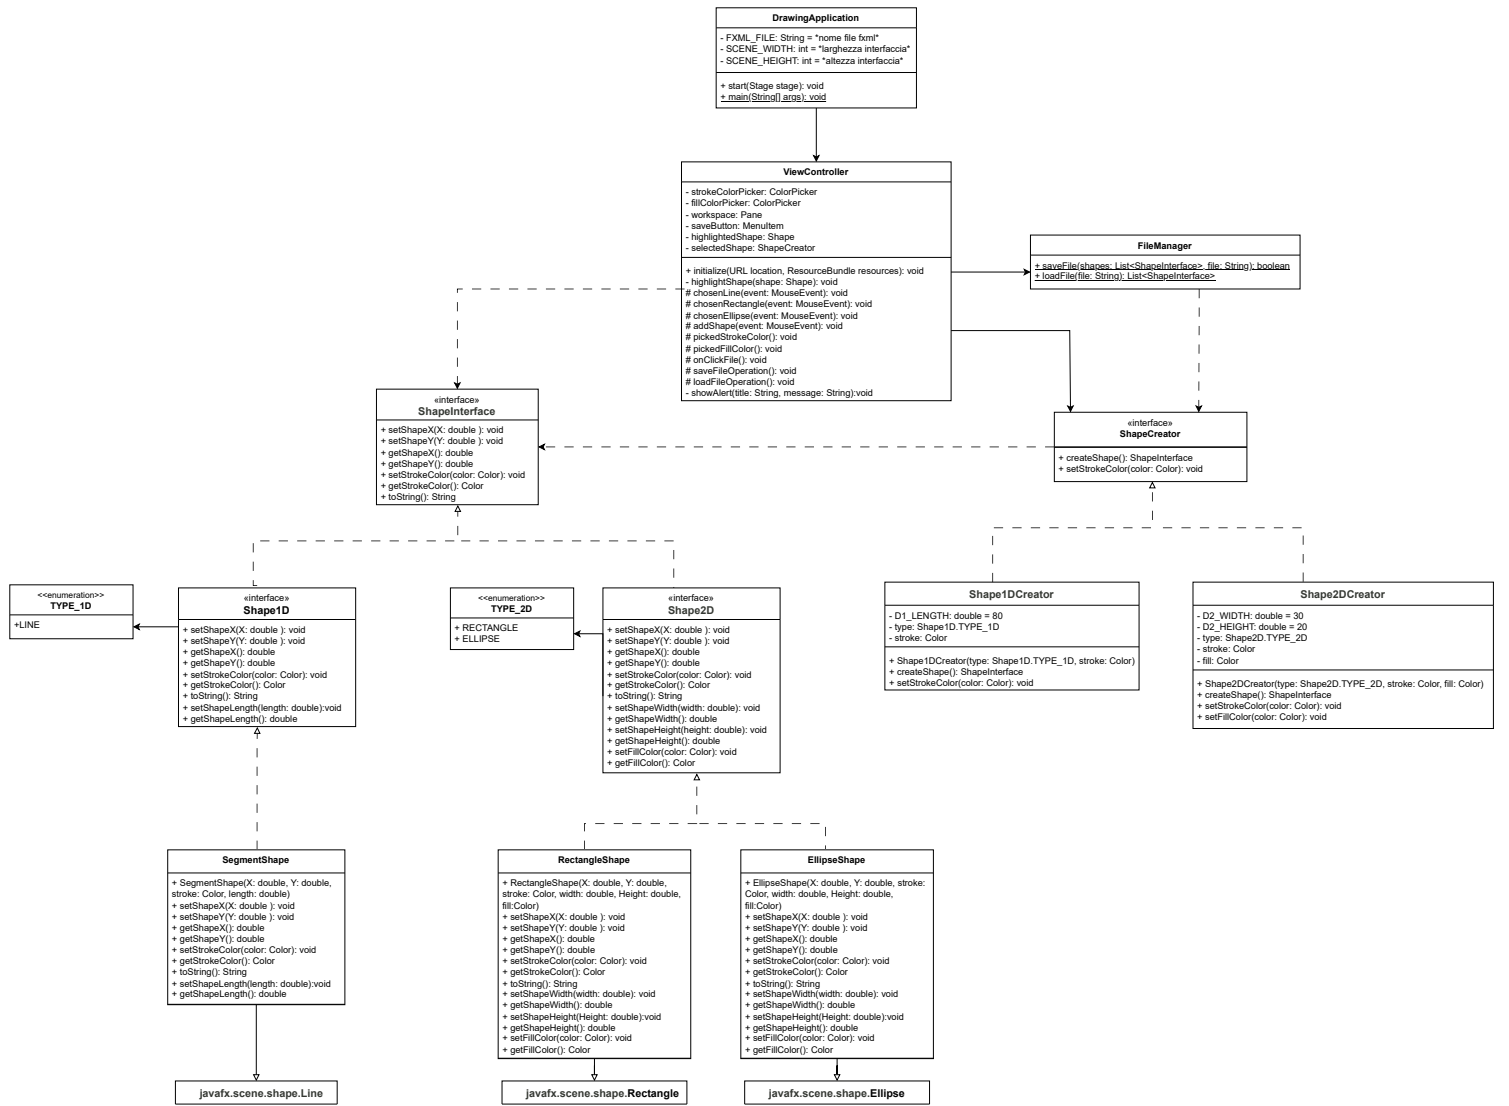 DrawingApplication
- FXML_FILE: String = *nome file fxml*
- SCENE_WIDTH: int = *larghezza interfaccia*
- SCENE_HEIGHT: int = *altezza interfaccia*
+ start(Stage stage): void
+ main(String[] args): void
ViewController
- strokeColorPicker: ColorPicker
- fillColorPicker: ColorPicker
- workspace: Pane
- saveButton: MenuItem
- highlightedShape: Shape
- selectedShape: ShapeCreator
+ initialize(URL location, ResourceBundle resources): void
- highlightShape(shape: Shape): void
# chosenLine(event: MouseEvent): void
# chosenRectangle(event: MouseEvent): void
# chosenEllipse(event: MouseEvent): void
# addShape(event: MouseEvent): void
# pickedStrokeColor(): void
# pickedFillColor(): void
# onClickFile(): void
# saveFileOperation(): void
# loadFileOperation(): void
- showAlert(title: String, message: String):void
FileManager
+ saveFile(shapes: List<ShapeInterface>, file: String): boolean
+ loadFile(file: String): List<ShapeInterface>
«interface»
ShapeInterface
+ setShapeX(X: double ): void
+ setShapeY(Y: double ): void
+ getShapeX(): double
+ getShapeY(): double
+ setStrokeColor(color: Color): void
+ getStrokeColor(): Color
+ toString(): String
«interface»
ShapeCreator
+ createShape(): ShapeInterface
+ setStrokeColor(color: Color): void
<<enumeration>>
TYPE_1D
+LINE
«interface»
Shape1D
+ setShapeX(X: double ): void
+ setShapeY(Y: double ): void
+ getShapeX(): double
+ getShapeY(): double
+ setStrokeColor(color: Color): void
+ getStrokeColor(): Color
+ toString(): String
+ setShapeLength(length: double):void
+ getShapeLength(): double
<<enumeration>>
TYPE_2D
+ RECTANGLE
+ ELLIPSE
«interface»
Shape2D
+ setShapeX(X: double ): void
+ setShapeY(Y: double ): void
+ getShapeX(): double
+ getShapeY(): double
+ setStrokeColor(color: Color): void
+ getStrokeColor(): Color
+ toString(): String
+ setShapeWidth(width: double): void
+ getShapeWidth(): double
+ setShapeHeight(height: double): void
+ getShapeHeight(): double
+ setFillColor(color: Color): void
+ getFillColor(): Color
Shape1DCreator
- D1_LENGTH: double = 80
- type: Shape1D.TYPE_1D
- stroke: Color
+ Shape1DCreator(type: Shape1D.TYPE_1D, stroke: Color)
+ createShape(): ShapeInterface
+ setStrokeColor(color: Color): void
Shape2DCreator
- D2_WIDTH: double = 30
- D2_HEIGHT: double = 20
- type: Shape2D.TYPE_2D
- stroke: Color
- fill: Color
+ Shape2DCreator(type: Shape2D.TYPE_2D, stroke: Color, fill: Color)
+ createShape(): ShapeInterface
+ setStrokeColor(color: Color): void
+ setFillColor(color: Color): void
SegmentShape
+ SegmentShape(X: double, Y: double,
stroke: Color, length: double)
+ setShapeX(X: double ): void
+ setShapeY(Y: double ): void
+ getShapeX(): double
+ getShapeY(): double
+ setStrokeColor(color: Color): void
+ getStrokeColor(): Color
+ toString(): String
+ setShapeLength(length: double):void
+ getShapeLength(): double
RectangleShape
+ RectangleShape(X: double, Y: double,
stroke: Color, width: double, Height: double,
fill:Color)
+ setShapeX(X: double ): void
+ setShapeY(Y: double ): void
+ getShapeX(): double
+ getShapeY(): double
+ setStrokeColor(color: Color): void
+ getStrokeColor(): Color
+ toString(): String
+ setShapeWidth(width: double): void
+ getShapeWidth(): double
+ setShapeHeight(Height: double):void
+ getShapeHeight(): double
+ setFillColor(color: Color): void
+ getFillColor(): Color
EllipseShape
+ EllipseShape(X: double, Y: double, stroke:
Color, width: double, Height: double,
fill:Color)
+ setShapeX(X: double ): void
+ setShapeY(Y: double ): void
+ getShapeX(): double
+ getShapeY(): double
+ setStrokeColor(color: Color): void
+ getStrokeColor(): Color
+ toString(): String
+ setShapeWidth(width: double): void
+ getShapeWidth(): double
+ setShapeHeight(Height: double):void
+ getShapeHeight(): double
+ setFillColor(color: Color): void
+ getFillColor(): Color
javafx.scene.shape.Line
javafx.scene.shape.Rectangle
javafx.scene.shape.Ellipse